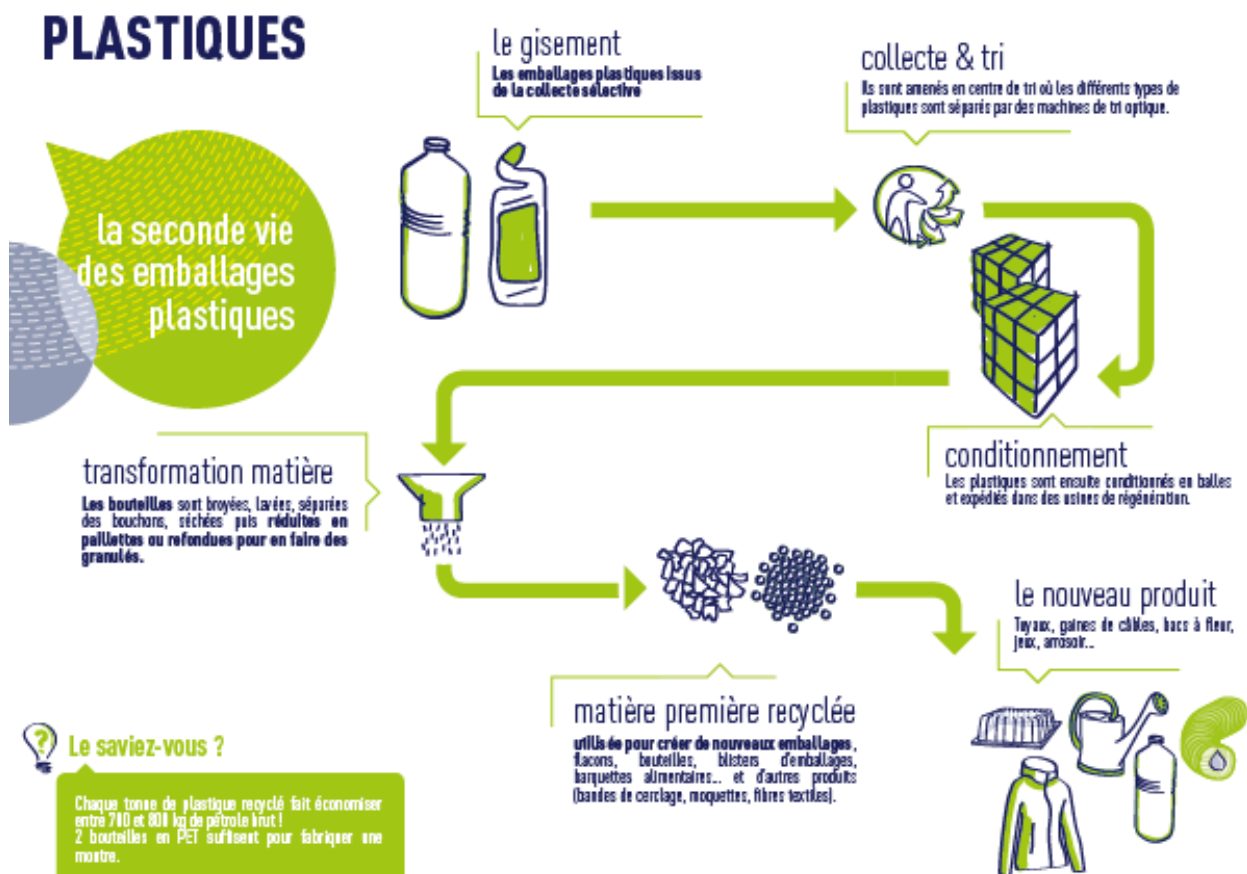 PLASTIQUES
la seconde vie
des emballages
plastiques
le gisement
Les emballages plastiques issus
de la collecte sélective
collecte & tri
Ils sont amenés en centre de tri où les différents types de
plastiques sont séparés par des machines de tri optique.
conditionnement
Les plastiques sont ensuite conditionnés en balles
et expédiés dans des usines de régénération.
transformation matière
Les bouteilles sont broyées, lavées, séparées
des bouchons, séchées puis réduites en
paillettes ou refondues pour en faire des
granulés.
matière première recyclée
utilisée pour créer de nouveaux emballages,
flacons, bouteilles, blisters d'emballages,
barquettes alimentaires... et d'autres produits
(bandes de cerclage, moquettes, fibres textiles).
le nouveau produit
Tuyaux, gaines de câbles, bacs à fleur,
jeux, arrosoir...
?
Le saviez-vous ?
Chaque tonne de plastique recyclé fait économiser
entre 700 et 800 kg de pétrole brut !
2 bouteilles en PET suffisent pour fabriquer une
montre.